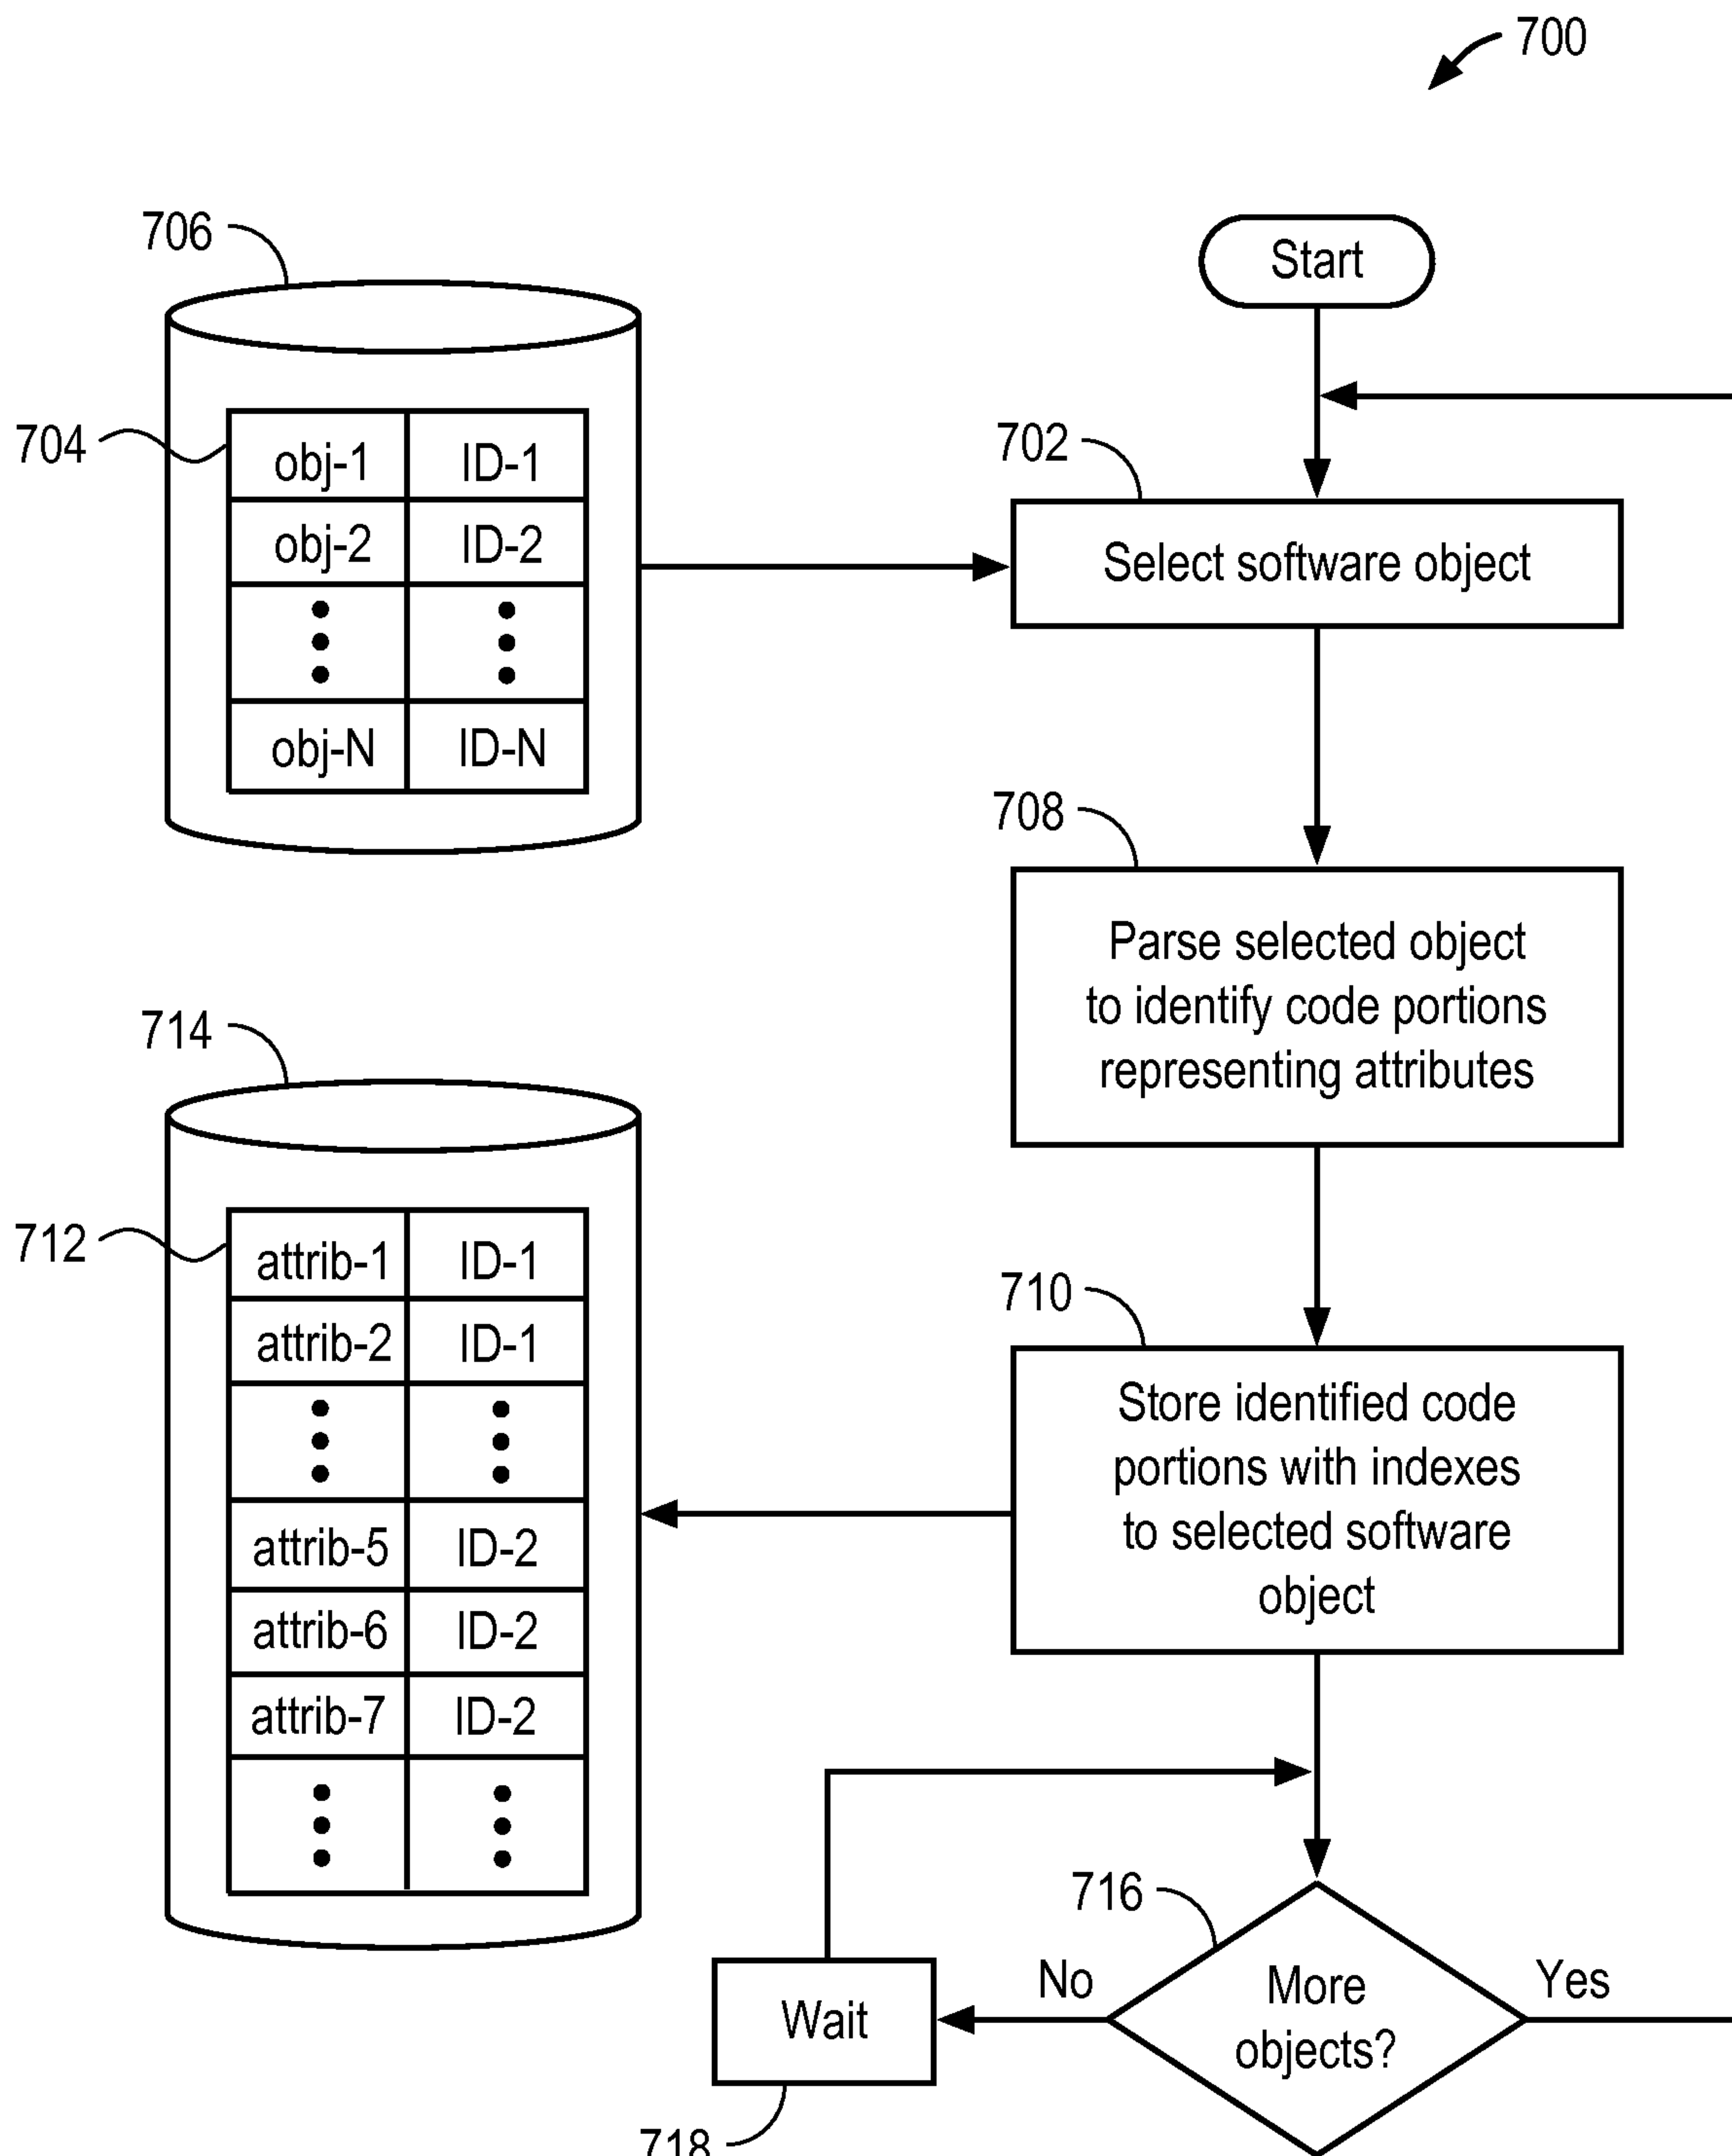 700
706
Start
704
obj-1 ID-1
obj-2 ID-2
obj-N ID-N
702
Select software object
708
Parse selected object
to identify code portions
representing attributes
714
712
attrib-1 ID-1
attrib-2 ID-1
attrib-5 ID-2
attrib-6 ID-2
attrib-7 ID-2
710
Store identified code
portions with indexes
to selected software
object
716
No
More
objects?
Yes
Wait
718